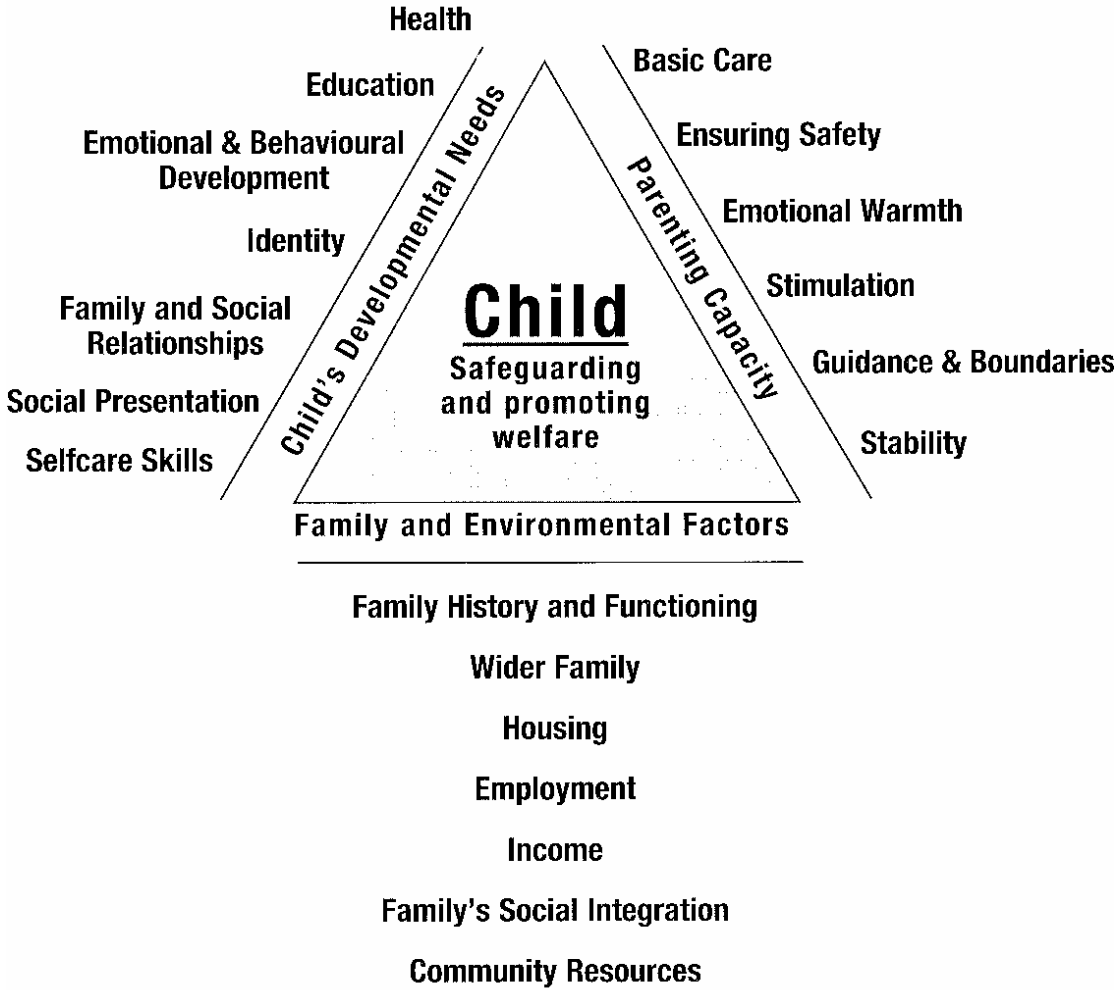 Health
Education
Emotional & Behavioural
Development
Identity
Family and Social
Relationships
Social Presentation
Selfcare Skills
Child's Developmental Needs
Basic Care
Ensuring Safety
Emotional Warmth
Stimulation
Guidance & Boundaries
Stability
Parenting Capacity
Child
Safeguarding
and promoting
welfare
Family and Environmental Factors
Family History and Functioning
Wider Family
Housing
Employment
Income
Family's Social Integration
Community Resources